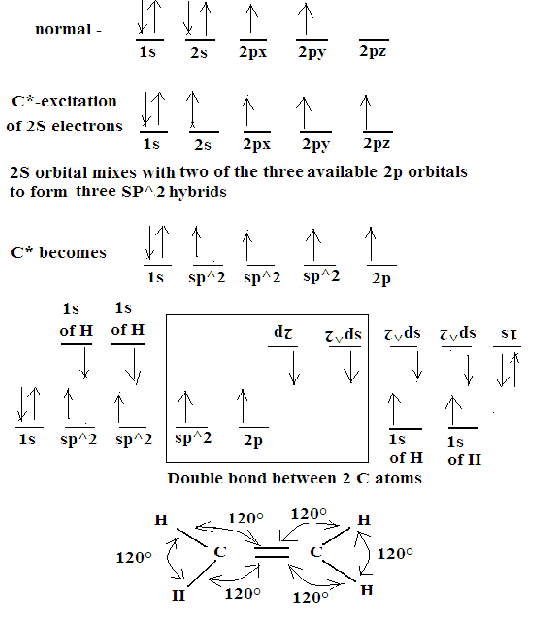 normal -
1s 2s 2px 2py 2pz
C*-excitation
of 2S electrons
1s 2s 2px 2py 2pz
2S orbital mixes with two of the three available 2p orbitals
to form three SP^2 hybrids
C* becomes
1s sp^2 sp^2 sp^2 2p
1s 1s
of H of H
2p sp^2 sp^2 sp^2 1s
1s sp^2 sp^2 sp^2 2p
1s 1s
of H of H
Double bond between 2 C atoms
H 120° 120° H
120° C C 120°
H 120° 120° H